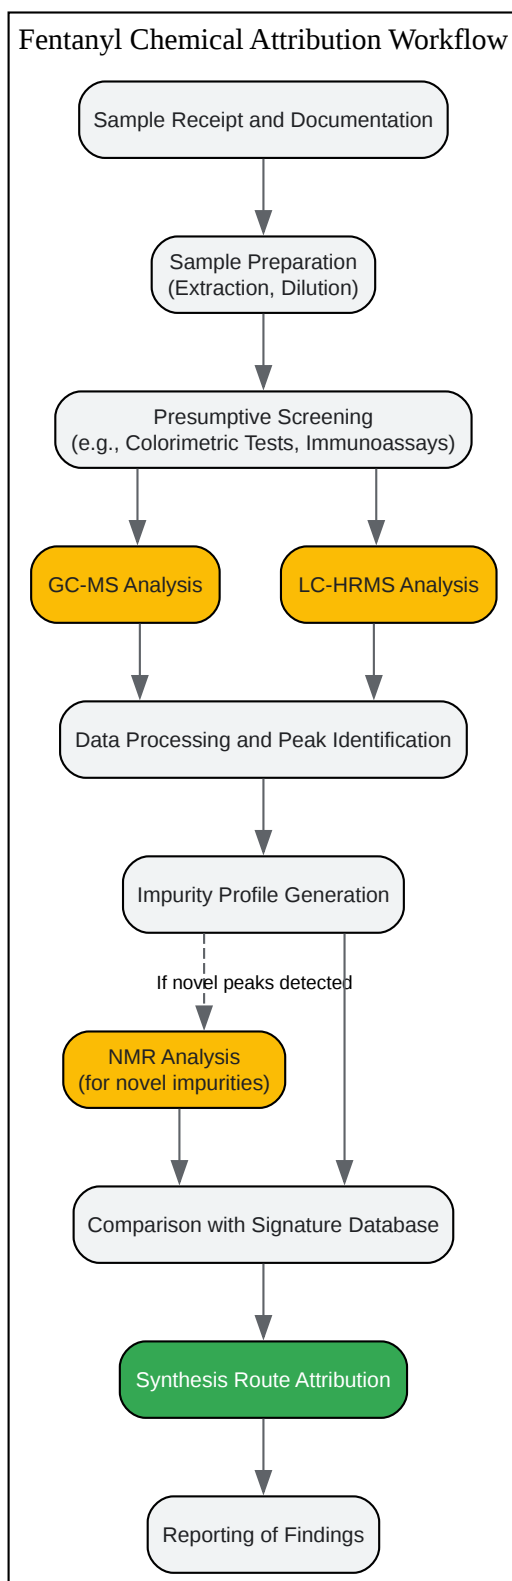 Fentanyl Chemical Attribution Workflow
Sample Receipt and Documentation
Sample Preparation
(Extraction, Dilution)
Presumptive Screening
(e.g., Colorimetric Tests, Immunoassays)
GC-MS Analysis
LC-HRMS Analysis
Data Processing and Peak Identification
Impurity Profile Generation
If novel peaks detected
NMR Analysis
(for novel impurities)
Comparison with Signature Database
Synthesis Route Attribution
Reporting of Findings